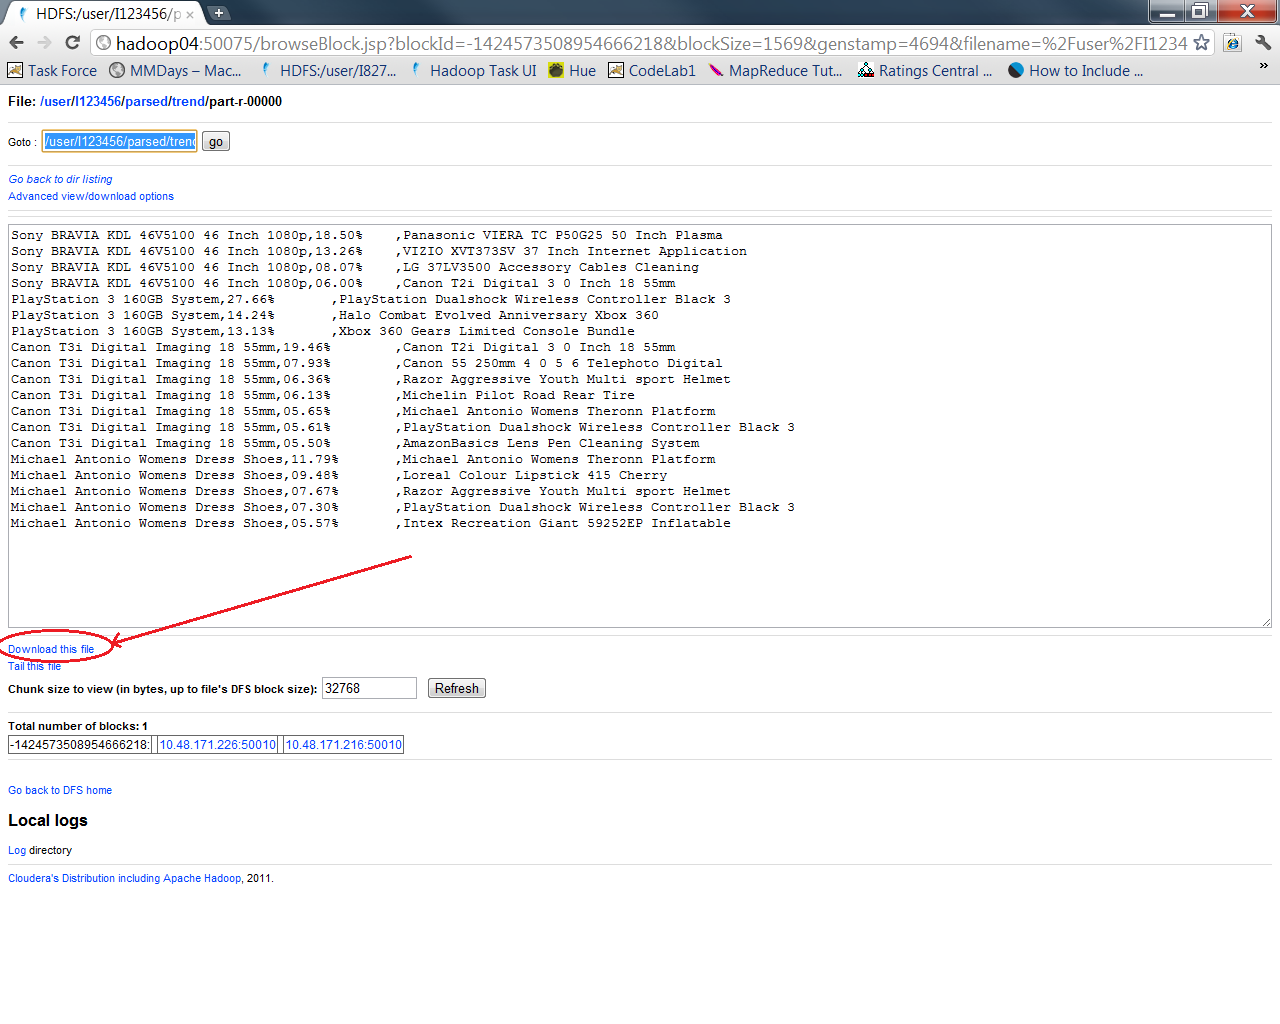 HDFS:/user/I123456/p
hadoop04:50075/browseBlock.jsp?blockId=-1424573508954666218&blockSize=1569&genstamp=4694&filename=%2Fuser%2FI1234
Task Force MMDays – Mac... HDFS:/user/I827... Hadoop Task UI Hue CodeLab1 MapReduce Tut... Ratings Central ... How to Include ... »
File: /user/I123456/parsed/trend/part-r-00000
Goto : /user/I123456/parsed/trend go
Go back to dir listing
Advanced view/download options
Sony BRAVIA KDL 46V5100 46 Inch 1080p,18.50% ,Panasonic VIERA TC P50G25 50 Inch Plasma
Sony BRAVIA KDL 46V5100 46 Inch 1080p,13.26% ,VIZIO XVT373SV 37 Inch Internet Application
Sony BRAVIA KDL 46V5100 46 Inch 1080p,08.07% ,LG 37LV3500 Accessory Cables Cleaning
Sony BRAVIA KDL 46V5100 46 Inch 1080p,06.00% ,Canon T2i Digital 3 0 Inch 18 55mm
PlayStation 3 160GB System,27.66% ,PlayStation Dualshock Wireless Controller Black 3
PlayStation 3 160GB System,14.24% ,Halo Combat Evolved Anniversary Xbox 360
PlayStation 3 160GB System,13.13% ,Xbox 360 Gears Limited Console Bundle
Canon T3i Digital Imaging 18 55mm,19.46% ,Canon T2i Digital 3 0 Inch 18 55mm
Canon T3i Digital Imaging 18 55mm,07.93% ,Canon 55 250mm 4 0 5 6 Telephoto Digital
Canon T3i Digital Imaging 18 55mm,06.36% ,Razor Aggressive Youth Multi sport Helmet
Canon T3i Digital Imaging 18 55mm,06.13% ,Michelin Pilot Road Rear Tire
Canon T3i Digital Imaging 18 55mm,05.65% ,Michael Antonio Womens Theronn Platform
Canon T3i Digital Imaging 18 55mm,05.61% ,PlayStation Dualshock Wireless Controller Black 3
Canon T3i Digital Imaging 18 55mm,05.50% ,AmazonBasics Lens Pen Cleaning System
Michael Antonio Womens Dress Shoes,11.79% ,Michael Antonio Womens Theronn Platform
Michael Antonio Womens Dress Shoes,09.48% ,Loreal Colour Lipstick 415 Cherry
Michael Antonio Womens Dress Shoes,07.67% ,Razor Aggressive Youth Multi sport Helmet
Michael Antonio Womens Dress Shoes,07.30% ,PlayStation Dualshock Wireless Controller Black 3
Michael Antonio Womens Dress Shoes,05.57% ,Intex Recreation Giant 59252EP Inflatable
Download this file
Tail this file
Chunk size to view (in bytes, up to file's DFS block size): 32768 Refresh
Total number of blocks: 1
-1424573508954666218: 10.48.171.226:50010 10.48.171.216:50010
Go back to DFS home
Local logs
Log directory
Cloudera's Distribution including Apache Hadoop, 2011.